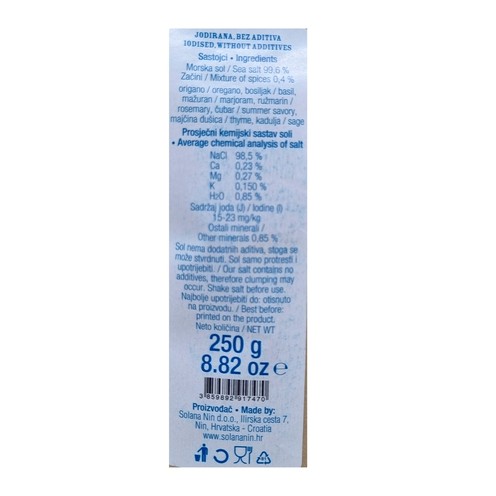 JODIRANA, BEZ ADITIVA
IODISED, WITHOUT ADDITIVES
Sastojci • Ingredients
Morska sol / Sea salt 99,6 %
Začini / Mixture of spices 0,4 %
origano / oregano, bosiljak / basil,
mažuran / marjoram, ružmarin /
rosemary, čubar / summer savory,
majčina dušica / thyme, kadulja / sage
Prosječni kemijski sastav soli
• Average chemical analysis of salt
NaCl 98,5 %
Ca 0,23 %
Mg 0,27 %
K 0,150 %
H2O 0,85 %
Sadržaj joda (J) / Iodine (I)
15-23 mg/kg
Ostali minerali /
Other minerals 0,85 %
Sol nema dodatnih aditiva, stoga se
može stvrdnuti. Sol samo protresti i
upotrijebiti. / Our salt contains no
additives, therefore clumping may
occur. Shake salt before use.
Najbolje upotrijebiti do: otisnuto
na proizvodu. / Best before:
printed on the product.
Neto količina / NET WT
250 g
8.82 oz e
3 859892 917470
Proizvođač • Made by:
Solana Nin d.o.o., Ilirska cesta 7,
Nin, Hrvatska - Croatia
www.solananin.hr